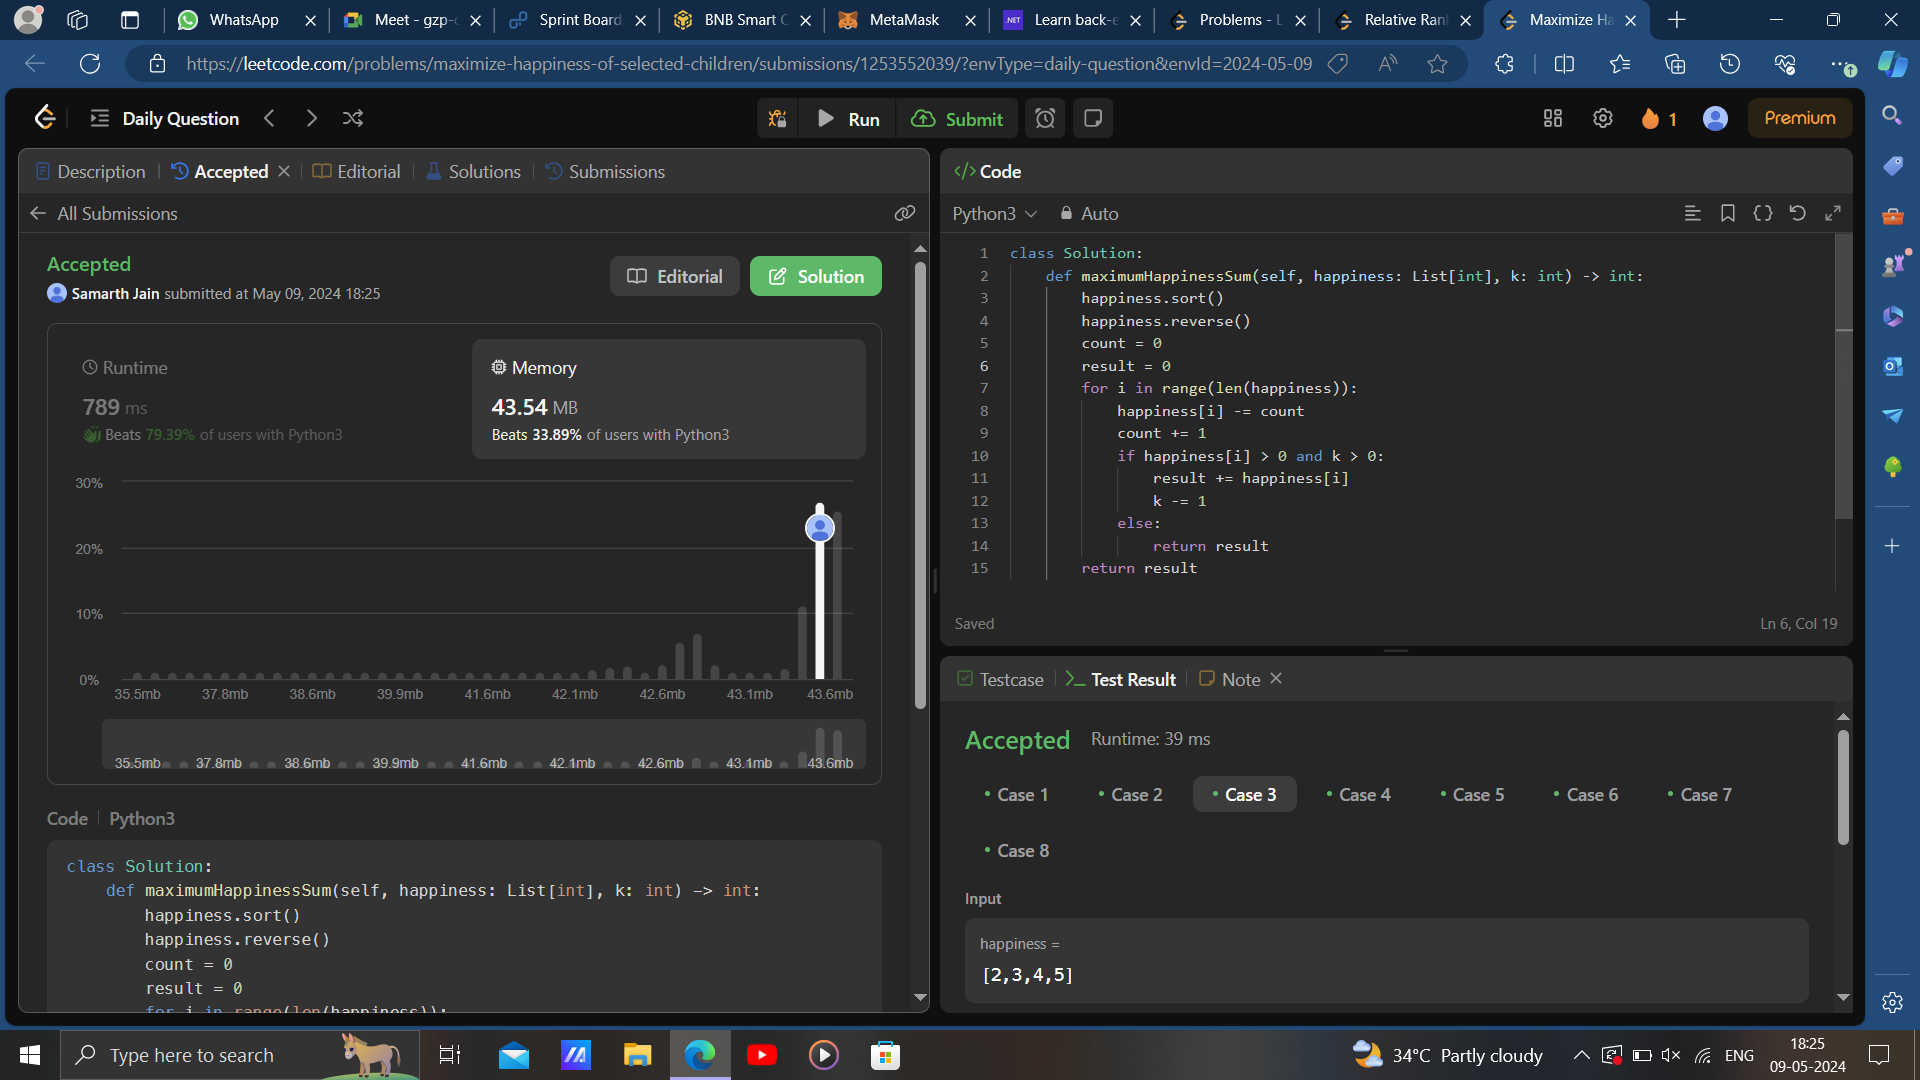 WhatsApp
Meet - gzp-c
Sprint Board
BNB Smart C
MetaMask
Learn back-e
Problems - L
Relative Ran
Maximize Ha
https://leetcode.com/problems/maximize-happiness-of-selected-children/submissions/1253552039/?envType=daily-question&envId=2024-05-09
Daily Question
Run
Submit
1
Premium
Description
Accepted
Editorial
Solutions
Submissions
All Submissions
Accepted
Samarth Jain submitted at May 09, 2024 18:25
Editorial
Solution
Runtime
789 ms
Beats 79.39% of users with Python3
Memory
43.54 MB
Beats 33.89% of users with Python3
30%
20%
10%
0%
35.5mb 37.8mb 38.6mb 39.9mb 41.6mb 42.1mb 42.6mb 43.1mb 43.6mb
35.5mb 37.8mb 38.6mb 39.9mb 41.6mb 42.1mb 42.6mb 43.1mb 43.6mb
Code | Python3
class Solution:
    def maximumHappinessSum(self, happiness: List[int], k: int) -> int:
        happiness.sort()
        happiness.reverse()
        count = 0
        result = 0
        for i in range(len(happiness)):
</> Code
Python3
Auto
1 class Solution:
2     def maximumHappinessSum(self, happiness: List[int], k: int) -> int:
3         happiness.sort()
4         happiness.reverse()
5         count = 0
6         result = 0
7         for i in range(len(happiness)):
8             happiness[i] -= count
9             count += 1
10             if happiness[i] > 0 and k > 0:
11                 result += happiness[i]
12                 k -= 1
13             else:
14                 return result
15         return result
Saved
Ln 6, Col 19
Testcase
Test Result
Note
Accepted Runtime: 39 ms
Case 1
Case 2
Case 3
Case 4
Case 5
Case 6
Case 7
Case 8
Input
happiness =
[2,3,4,5]
Type here to search
34°C Partly cloudy
ENG
18:25
09-05-2024